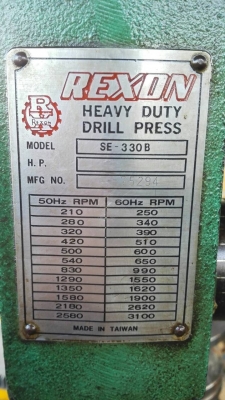 REXON
R
Rexon
HEAVY DUTY
DRILL PRESS
MODEL SE-330B
H.P.
MFG NO. 5294
50Hz RPM 60Hz RPM
210 250
280 340
320 390
420 510
500 600
540 650
830 990
1290 1550
1350 1620
1580 1900
2180 2620
2580 3100
MADE IN TAIWAN